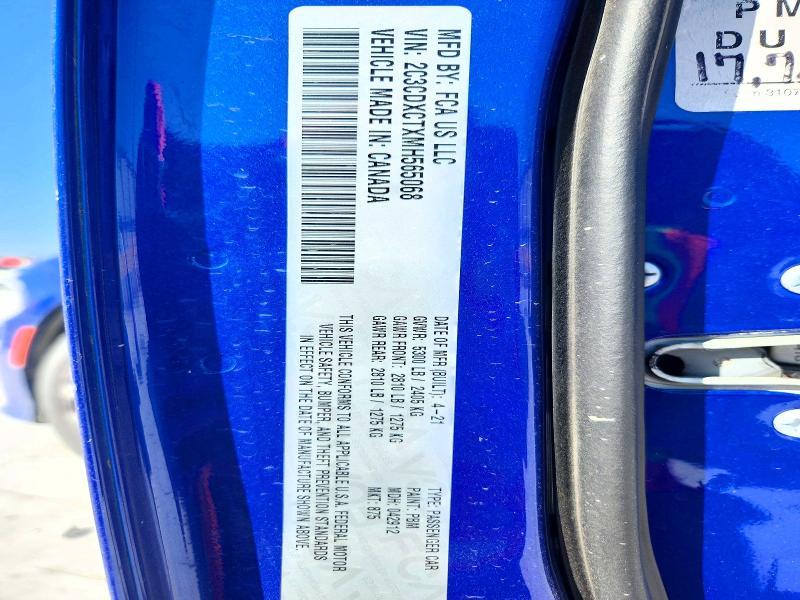 MFD BY: FCA US LLC
VIN: 2C3CDXCTXMH565068
VEHICLE MADE IN: CANADA
DATE OF MFR (BUILT): 4-21
GVWR: 5300 LB / 2405 KG
GAWR FRONT: 2810 LB / 1275 KG
GAWR REAR: 2810 LB / 1275 KG
TYPE: PASSENGER CAR
PAINT: PBM
MDH: 042912
MKT: 875
THIS VEHICLE CONFORMS TO ALL APPLICABLE U.S.A. FEDERAL MOTOR
VEHICLE SAFETY, BUMPER, AND THEFT PREVENTION STANDARDS
IN EFFECT ON THE DATE OF MANUFACTURE SHOWN ABOVE.
P M
D U